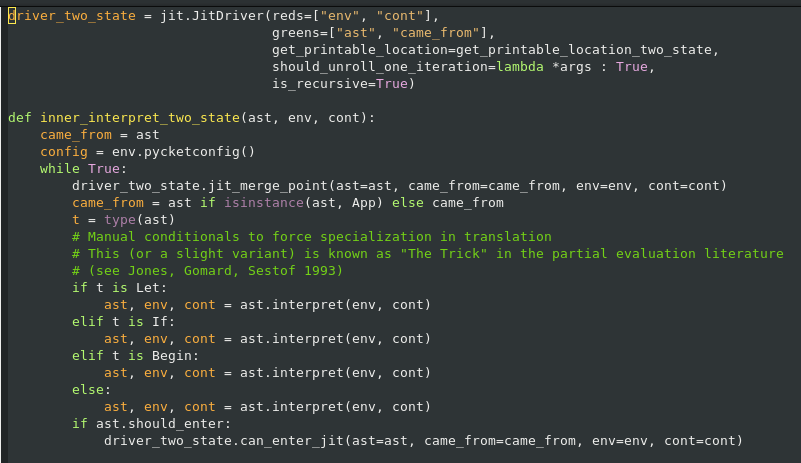 driver_two_state = jit.JitDriver(reds=["env", "cont"],
                                 greens=["ast", "came_from"],
                                 get_printable_location=get_printable_location_two_state,
                                 should_unroll_one_iteration=lambda *args : True,
                                 is_recursive=True)

def inner_interpret_two_state(ast, env, cont):
    came_from = ast
    config = env.pycketconfig()
    while True:
        driver_two_state.jit_merge_point(ast=ast, came_from=came_from, env=env, cont=cont)
        came_from = ast if isinstance(ast, App) else came_from
        t = type(ast)
        # Manual conditionals to force specialization in translation
        # This (or a slight variant) is known as "The Trick" in the partial evaluation literature
        # (see Jones, Gomard, Sestof 1993)
        if t is Let:
            ast, env, cont = ast.interpret(env, cont)
        elif t is If:
            ast, env, cont = ast.interpret(env, cont)
        elif t is Begin:
            ast, env, cont = ast.interpret(env, cont)
        else:
            ast, env, cont = ast.interpret(env, cont)
        if ast.should_enter:
            driver_two_state.can_enter_jit(ast=ast, came_from=came_from, env=env, cont=cont)